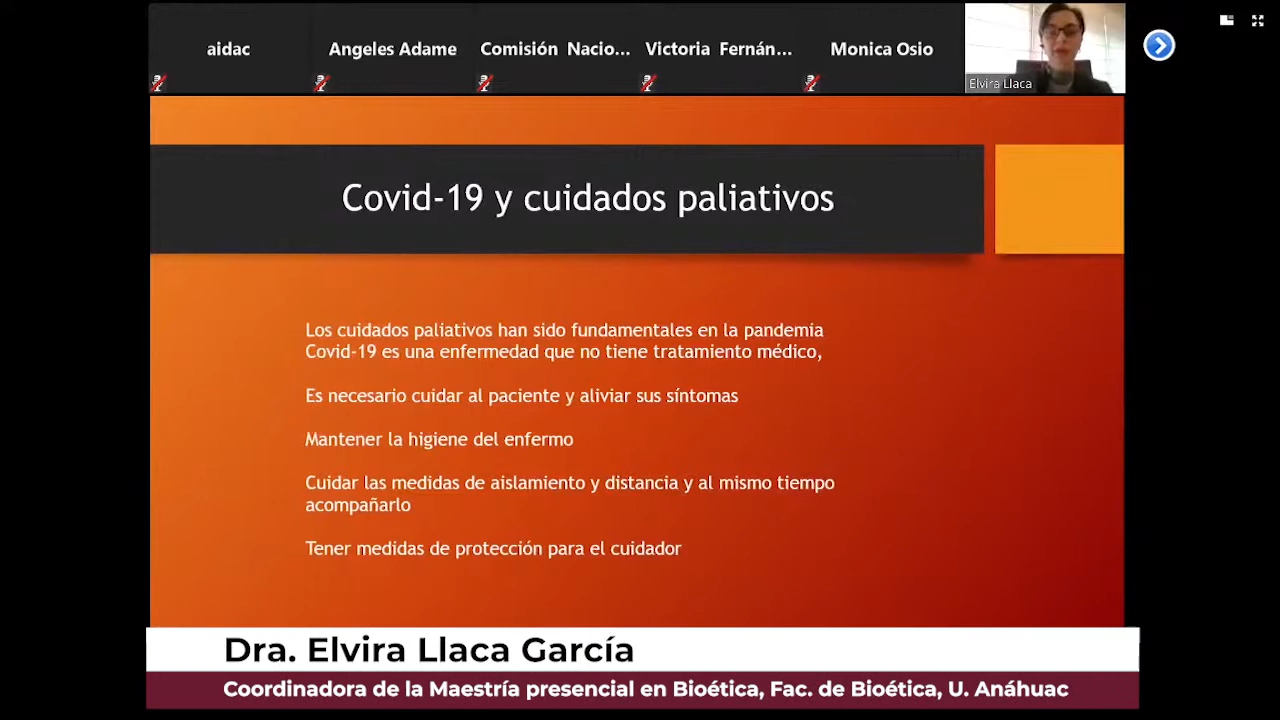 aidac
Angeles Adame
Comisión Nacio...
Victoria Fernán...
Monica Osio
Elvira Llaca
Covid-19 y cuidados paliativos
Los cuidados paliativos han sido fundamentales en la pandemia
Covid-19 es una enfermedad que no tiene tratamiento médico,
Es necesario cuidar al paciente y aliviar sus síntomas
Mantener la higiene del enfermo
Cuidar las medidas de aislamiento y distancia y al mismo tiempo
acompañarlo
Tener medidas de protección para el cuidador
Dra. Elvira Llaca García
Coordinadora de la Maestría presencial en Bioética, Fac. de Bioética, U. Anáhuac